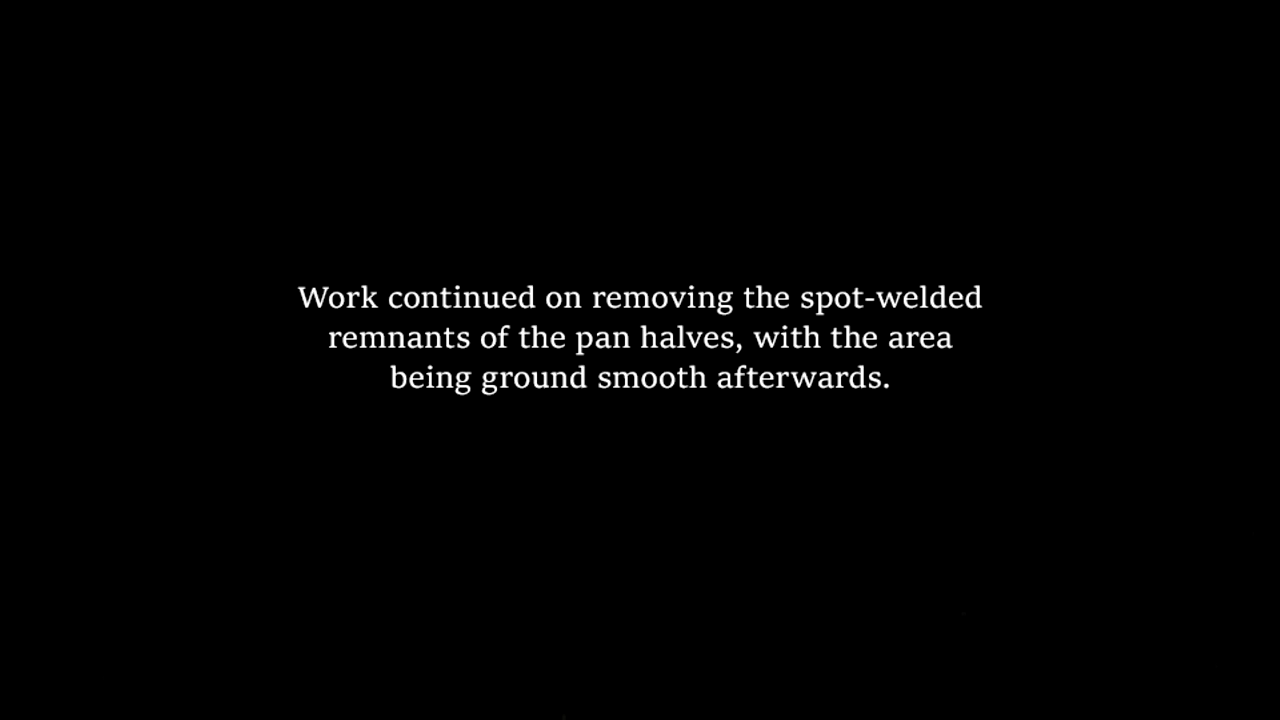 Work continued on removing the spot-welded
remnants of the pan halves, with the area
being ground smooth afterwards.